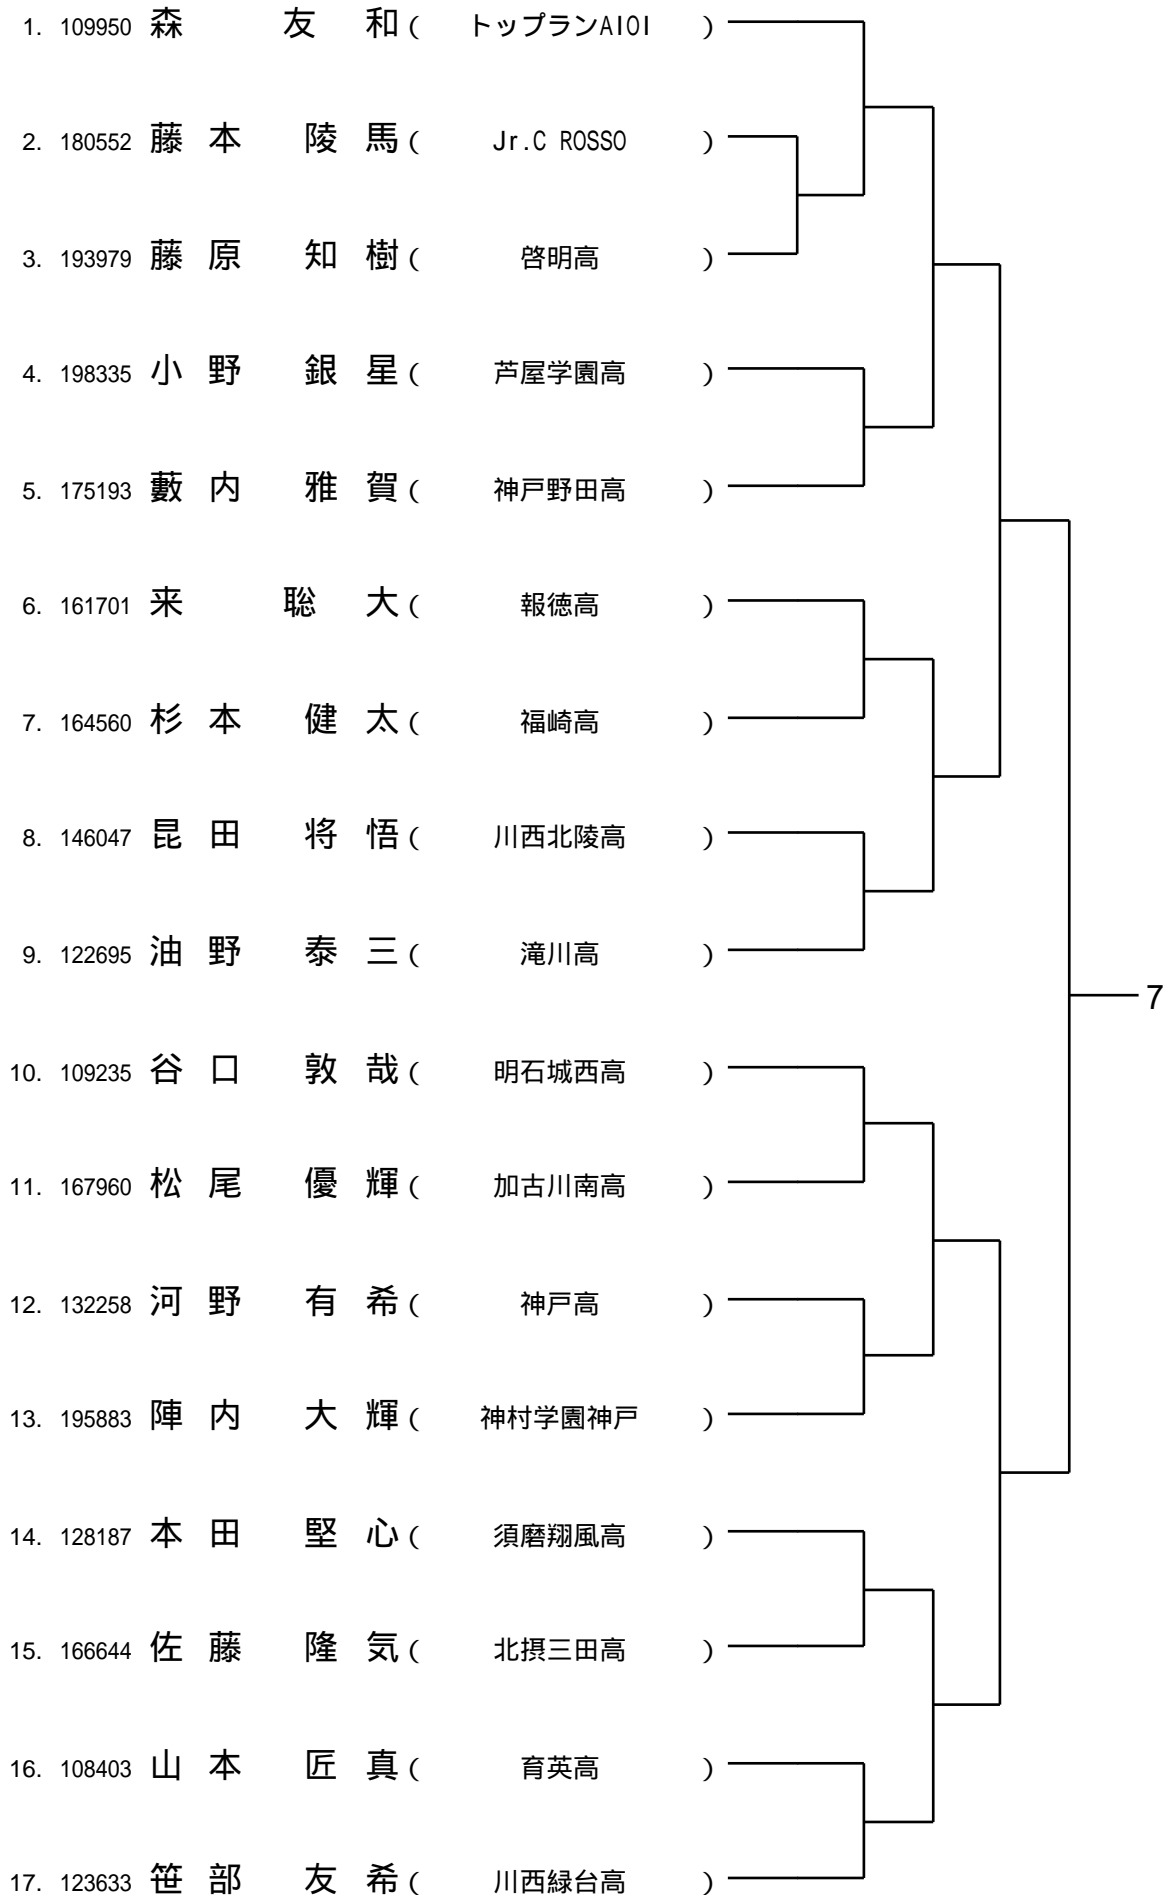 1. 109950 森 友 和 ( トップランAIOI )
2. 180552 藤 本 陵 馬 ( Jr.C ROSSO )
3. 193979 藤 原 知 樹 ( 啓明高 )
4. 198335 小 野 銀 星 ( 芦屋学園高 )
5. 175193 藪 内 雅 賀 ( 神戸野田高 )
6. 161701 来 聡 大 ( 報徳高 )
7. 164560 杉 本 健 太 ( 福崎高 )
8. 146047 昆 田 将 悟 ( 川西北陵高 )
9. 122695 油 野 泰 三 ( 滝川高 )
7
10. 109235 谷 口 敦 哉 ( 明石城西高 )
11. 167960 松 尾 優 輝 ( 加古川南高 )
12. 132258 河 野 有 希 ( 神戸高 )
13. 195883 陣 内 大 輝 ( 神村学園神戸 )
14. 128187 本 田 堅 心 ( 須磨翔風高 )
15. 166644 佐 藤 隆 気 ( 北摂三田高 )
16. 108403 山 本 匠 真 ( 育英高 )
17. 123633 笹 部 友 希 ( 川西緑台高 )